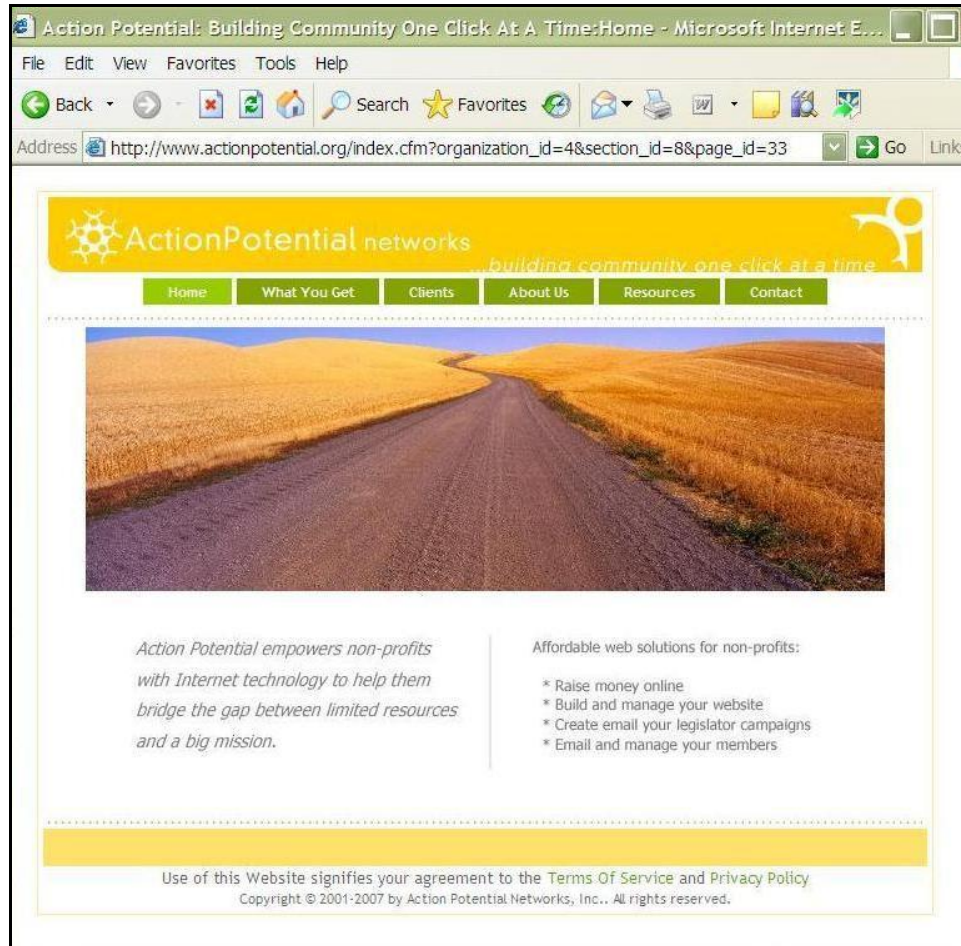 Action Potential: Building Community One Click At A Time:Home - Microsoft Internet E...
File Edit View Favorites Tools Help
Back Search Favorites
Address http://www.actionpotential.org/index.cfm?organization_id=4&section_id=8&page_id=33 Go Links
ActionPotential networks
...building community one click at a time
Home What You Get Clients About Us Resources Contact
Action Potential empowers non-profits
with Internet technology to help them
bridge the gap between limited resources
and a big mission.
Affordable web solutions for non-profits:
* Raise money online
* Build and manage your website
* Create email your legislator campaigns
* Email and manage your members
Use of this Website signifies your agreement to the Terms Of Service and Privacy Policy
Copyright © 2001-2007 by Action Potential Networks, Inc.. All rights reserved.